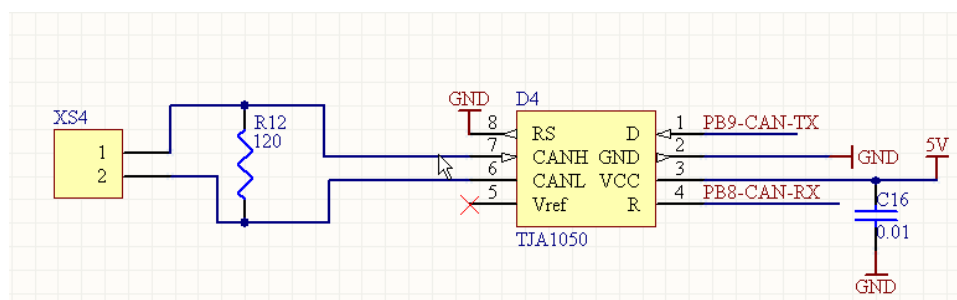 XS4
1
2
R12
120
GND
D4
8
7
6
5
RS
CANH
CANL
Vref
D
GND
VCC
R
1
2
3
4
TJA1050
PB9-CAN-TX
GND
5V
PB8-CAN-RX
C16
0.01
GND